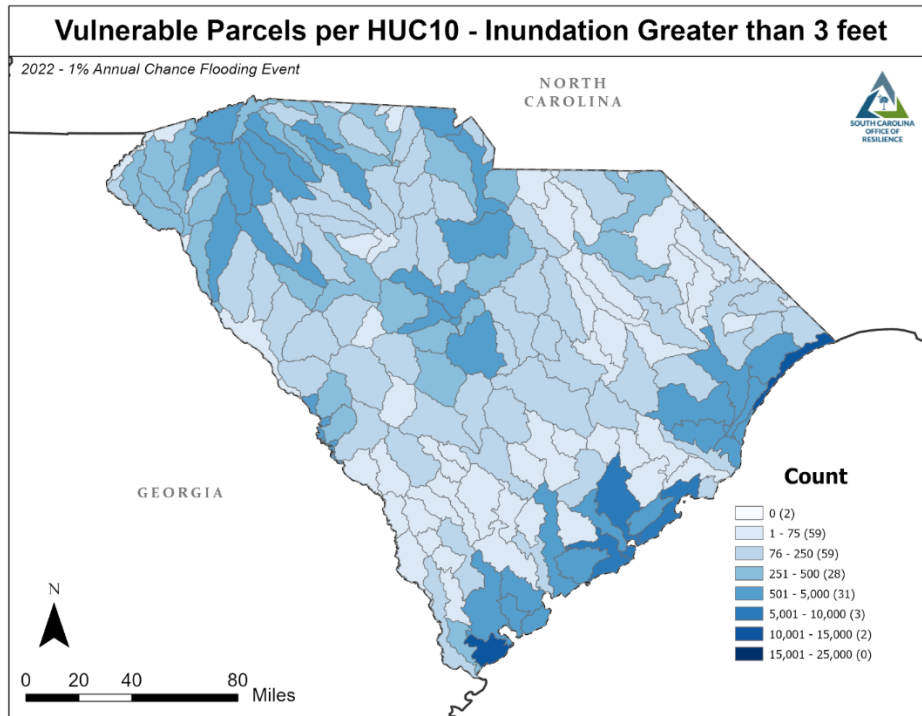 Vulnerable Parcels per HUC10 - Inundation Greater than 3 feet
2022 - 1% Annual Chance Flooding Event
NORTH
CAROLINA
SOUTH CAROLINA
OFFICE OF
RESILIENCE
GEORGIA
Count
0 (2)
1 - 75 (59)
76 - 250 (59)
251 - 500 (28)
501 - 5,000 (31)
5,001 - 10,000 (3)
10,001 - 15,000 (2)
15,001 - 25,000 (0)
N
0 20 40 60 80
Miles